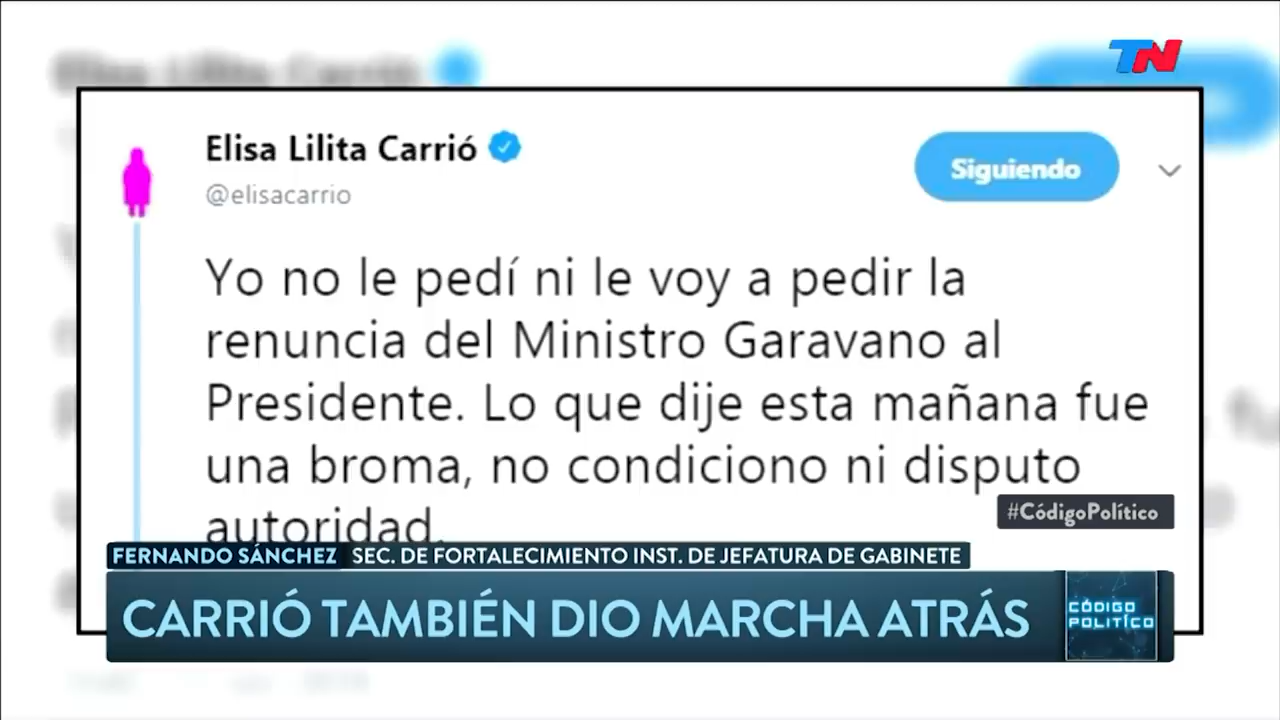 TN
Elisa Lilita Carrió
@elisacarrio
Siguiendo
Yo no le pedí ni le voy a pedir la
renuncia del Ministro Garavano al
Presidente. Lo que dije esta mañana fue
una broma, no condiciono ni disputo
autoridad.
#CódigoPolítico
FERNANDO SÁNCHEZ SEC. DE FORTALECIMIENTO INST. DE JEFATURA DE GABINETE
CARRIÓ TAMBIÉN DIO MARCHA ATRÁS
CÓDIGO
POLÍTICO